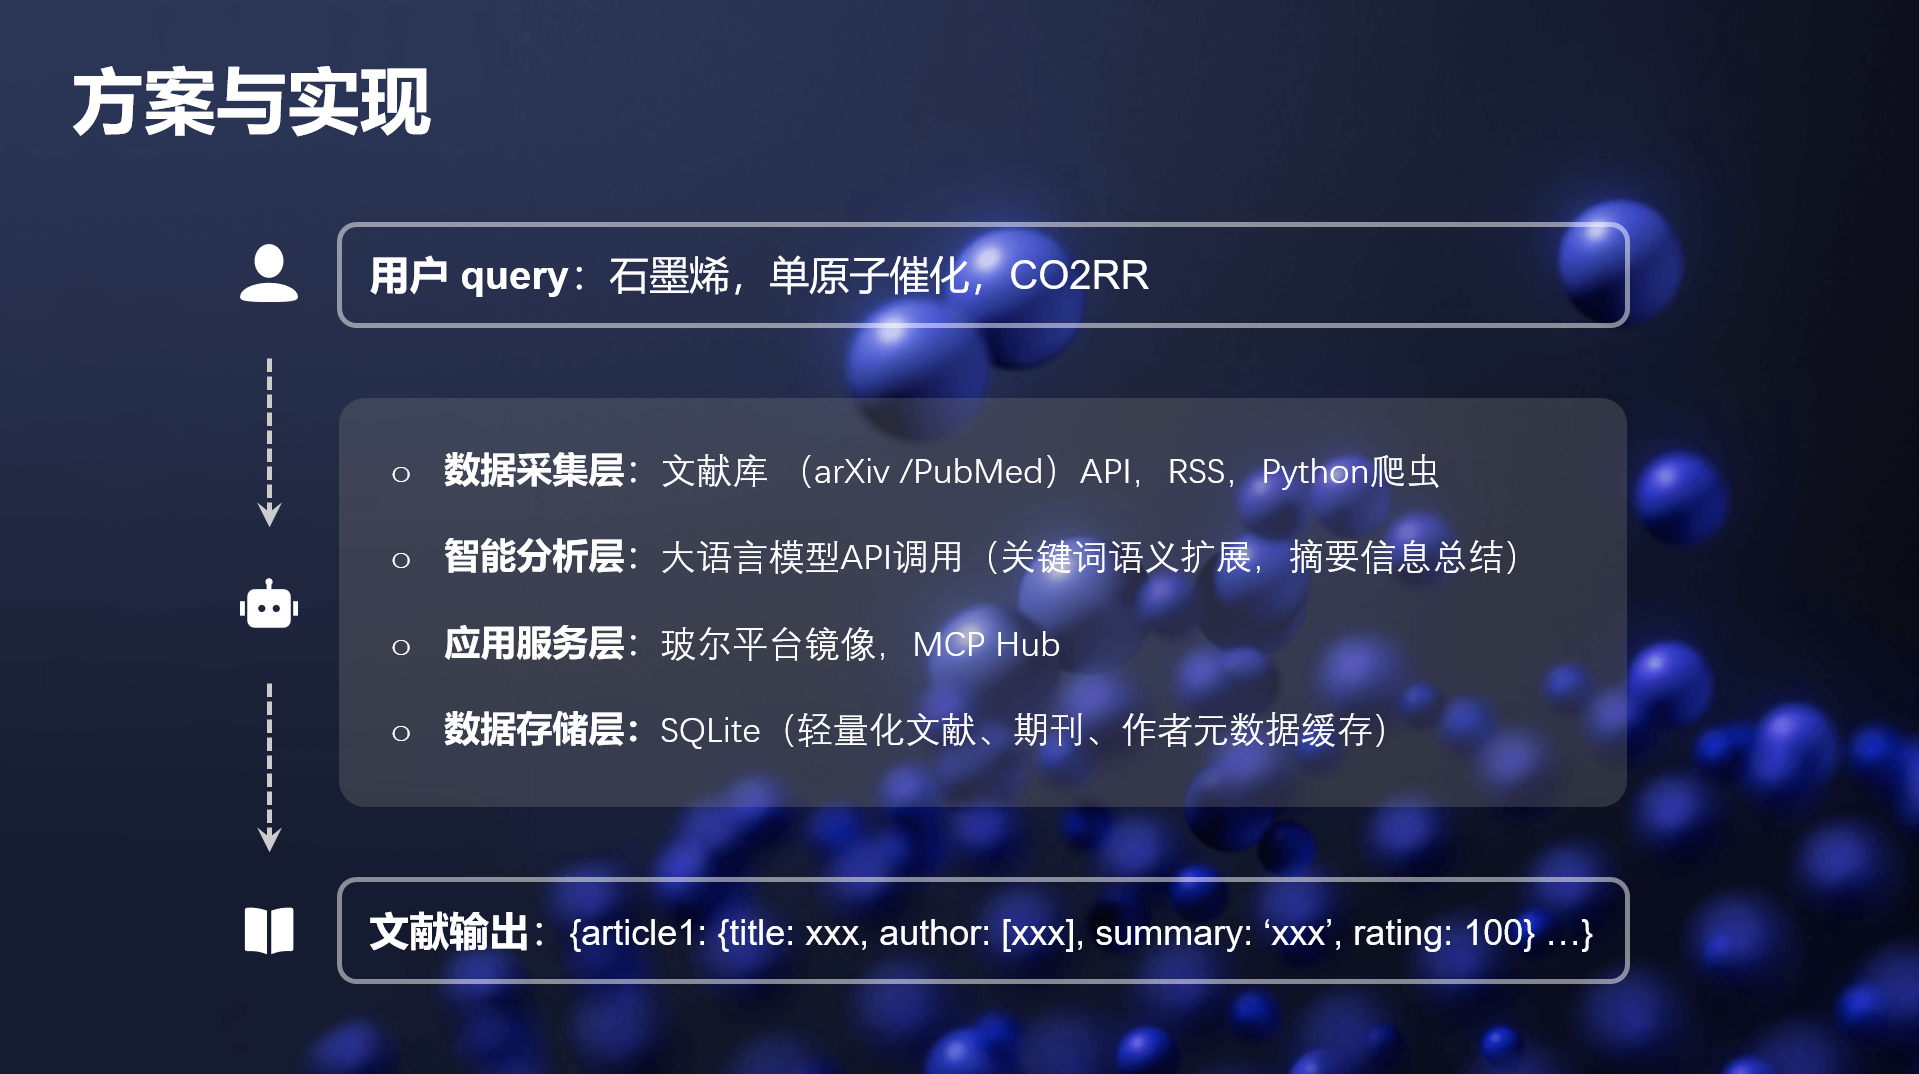 方案与实现
用户 query：石墨烯，单原子催化，CO2RR
○ 数据采集层：文献库 （arXiv /PubMed）API，RSS，Python爬虫
○ 智能分析层：大语言模型API调用（关键词语义扩展，摘要信息总结）
○ 应用服务层：玻尔平台镜像，MCP Hub
○ 数据存储层：SQLite（轻量化文献、期刊、作者元数据缓存）
文献输出：{article1: {title: xxx, author: [xxx], summary: ‘xxx’, rating: 100} …}